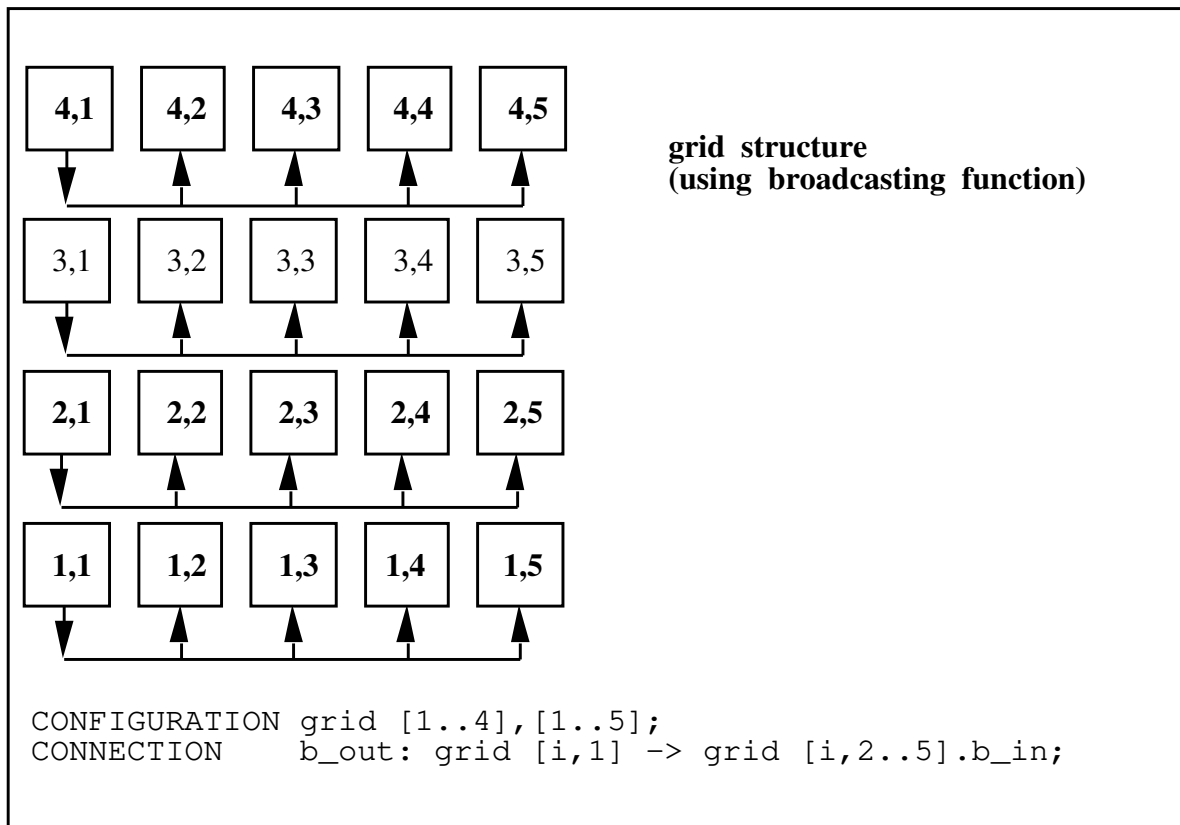 4,1 4,2 4,3 4,4 4,5
grid structure
(using broadcasting function)
3,1 3,2 3,3 3,4 3,5
2,1 2,2 2,3 2,4 2,5
1,1 1,2 1,3 1,4 1,5
CONFIGURATION grid [1..4],[1..5];
CONNECTION b_out: grid [i,1] -> grid [i,2..5].b_in;